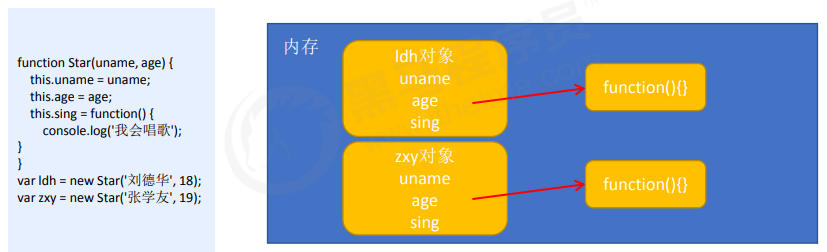 function Star(uname, age) {
this.uname = uname;
this.age = age;
this.sing = function() {
console.log('我会唱歌');
}
}
var ldh = new Star('刘德华', 18);
var zxy = new Star('张学友', 19);
内存
ldh对象
uname
age
sing
function(){}
zxy对象
uname
age
sing
function(){}